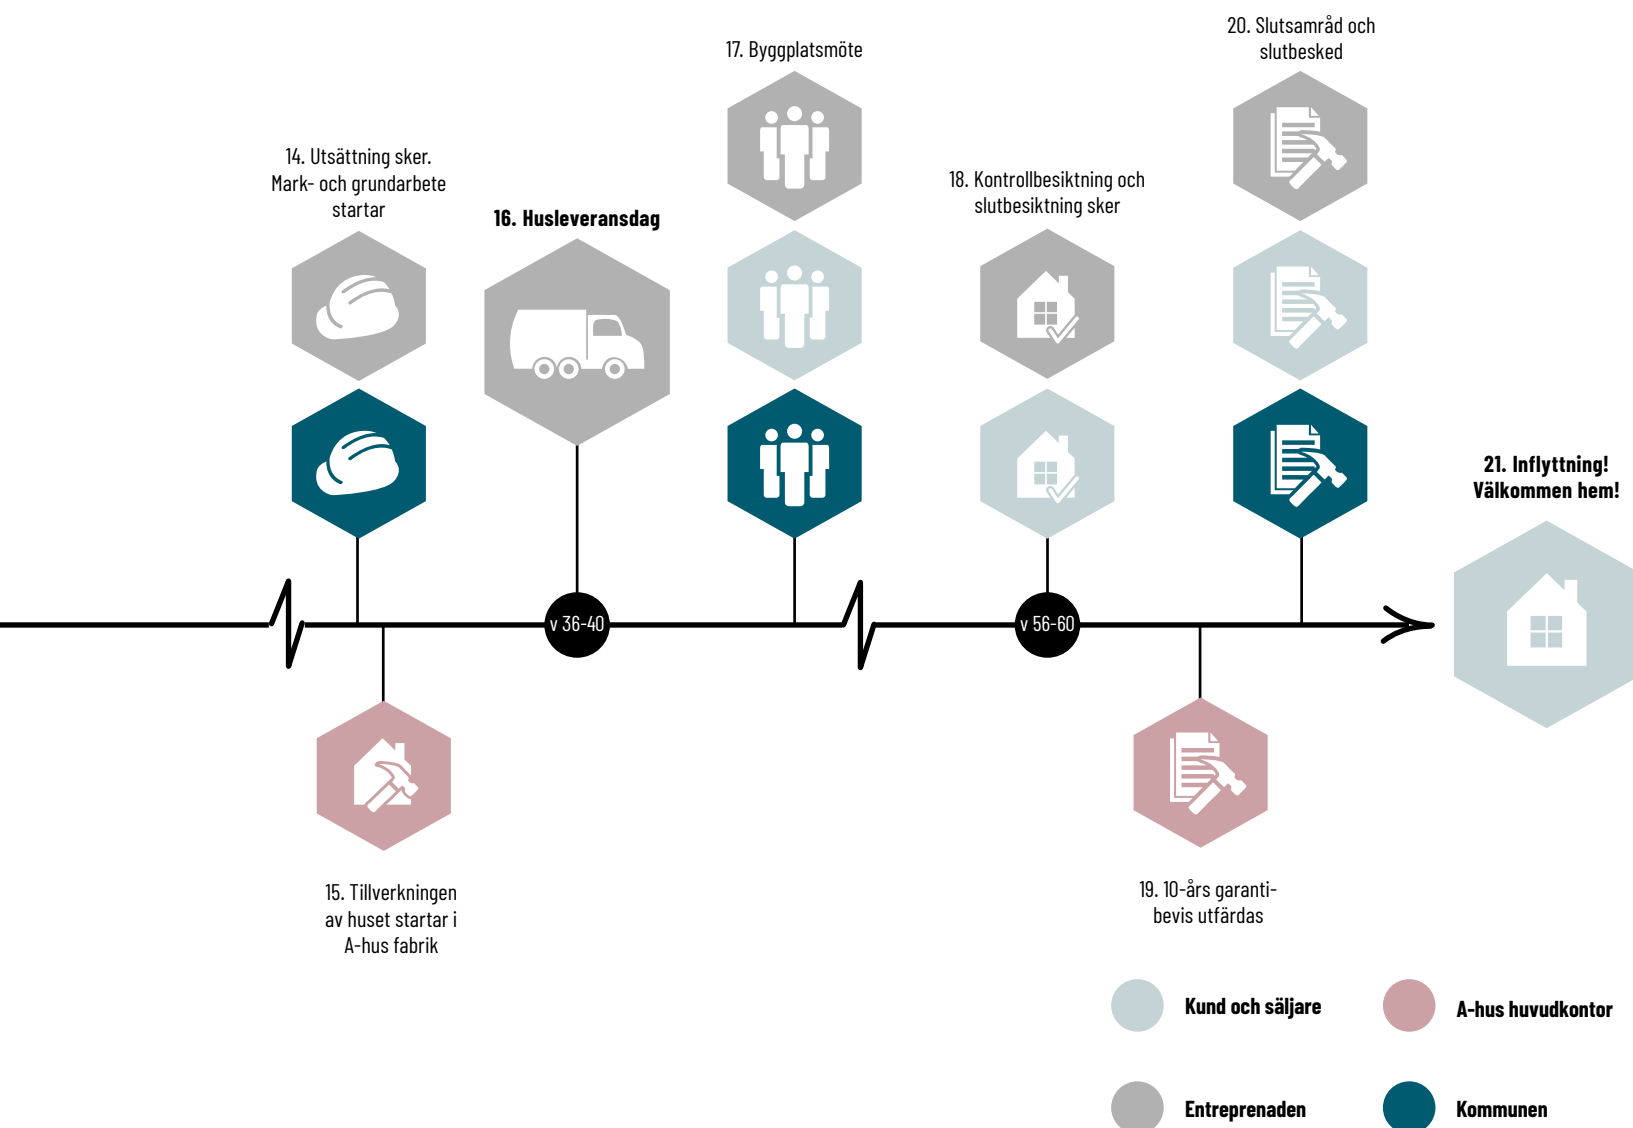 14. Utsättning sker.
Mark- och grundarbete
startar
16. Husleveransdag
17. Byggplatsmöte
18. Kontrollbesiktning och
slutbesiktning sker
20. Slutsamråd och
slutbesked
21. Inflyttning!
Välkommen hem!
v 36-40
v 56-60
15. Tillverkningen
av huset startar i
A-hus fabrik
19. 10-års garanti-
bevis utfärdas
Kund och säljare
A-hus huvudkontor
Entreprenaden
Kommunen